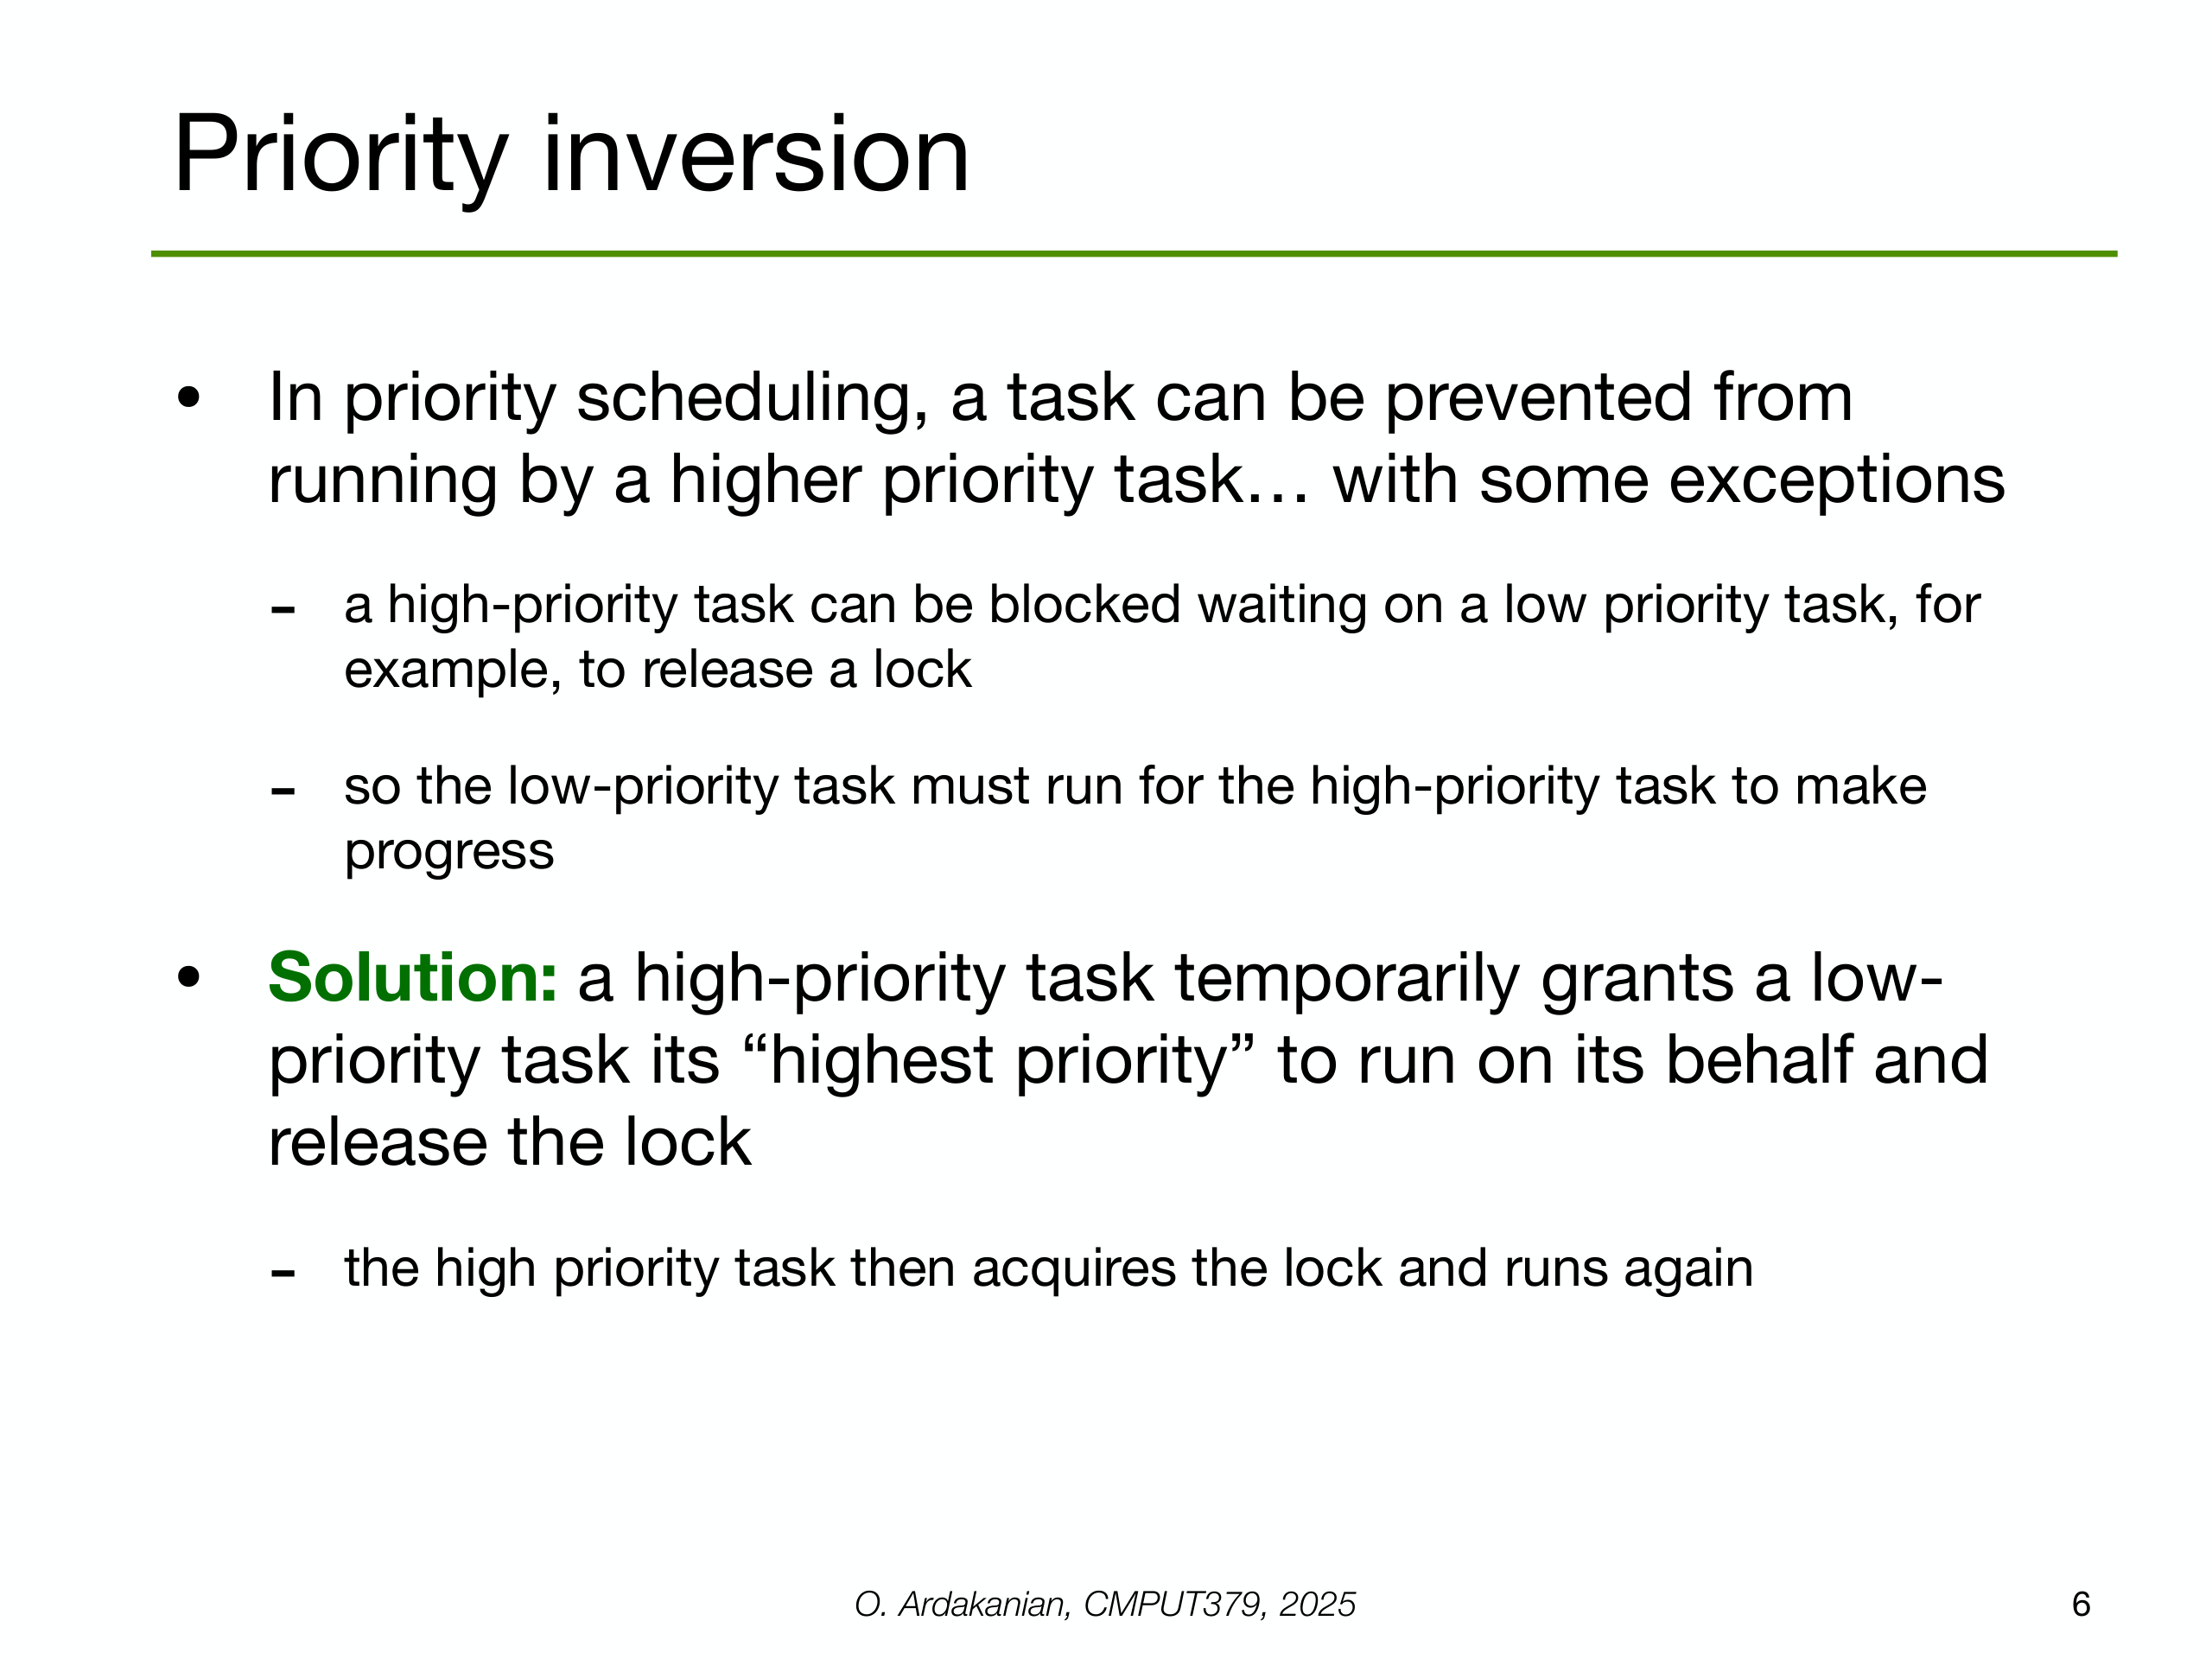 Priority inversion
• In priority scheduling, a task can be prevented from
running by a higher priority task… with some exceptions
- a high-priority task can be blocked waiting on a low priority task, for
example, to release a lock
- so the low-priority task must run for the high-priority task to make
progress
• Solution: a high-priority task temporarily grants a low-
priority task its “highest priority” to run on its behalf and
release the lock
- the high priority task then acquires the lock and runs again
O. Ardakanian, CMPUT379, 2025
6